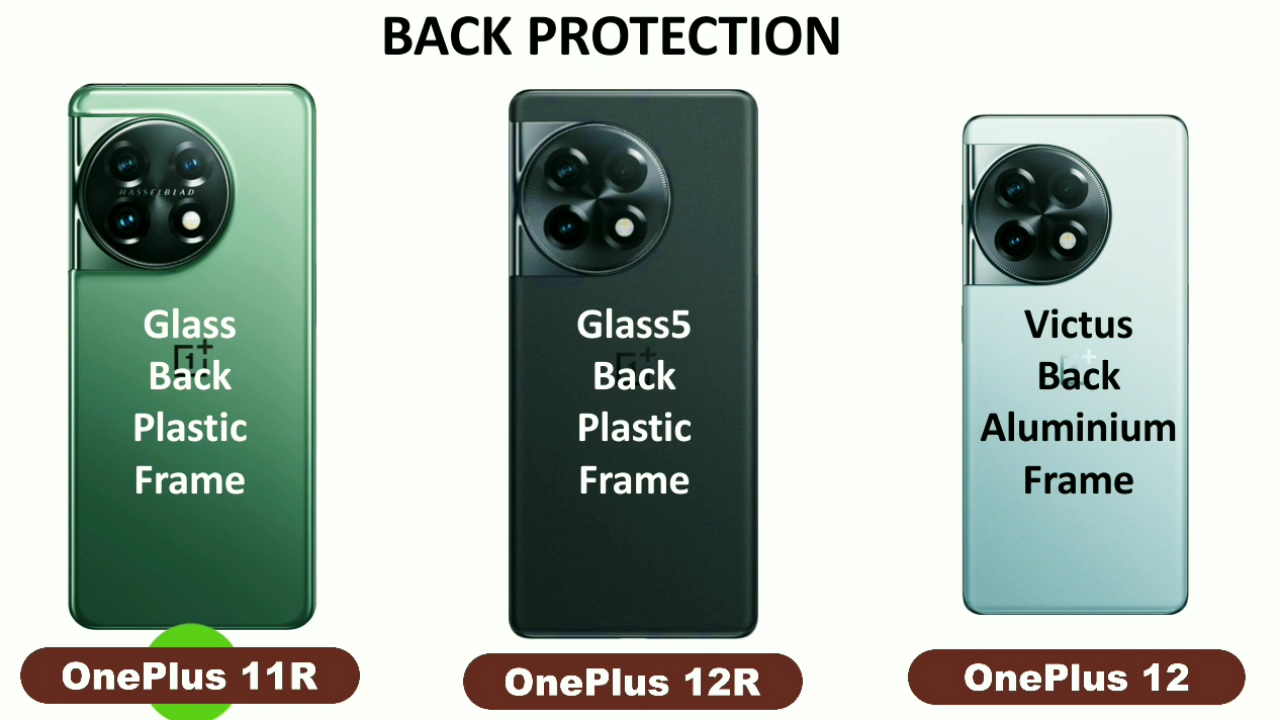 BACK PROTECTION
HASSELBLAD
Glass
Back
Plastic
Frame
OnePlus 11R
Glass5
Back
Plastic
Frame
OnePlus 12R
Victus
Back
Aluminium
Frame
OnePlus 12